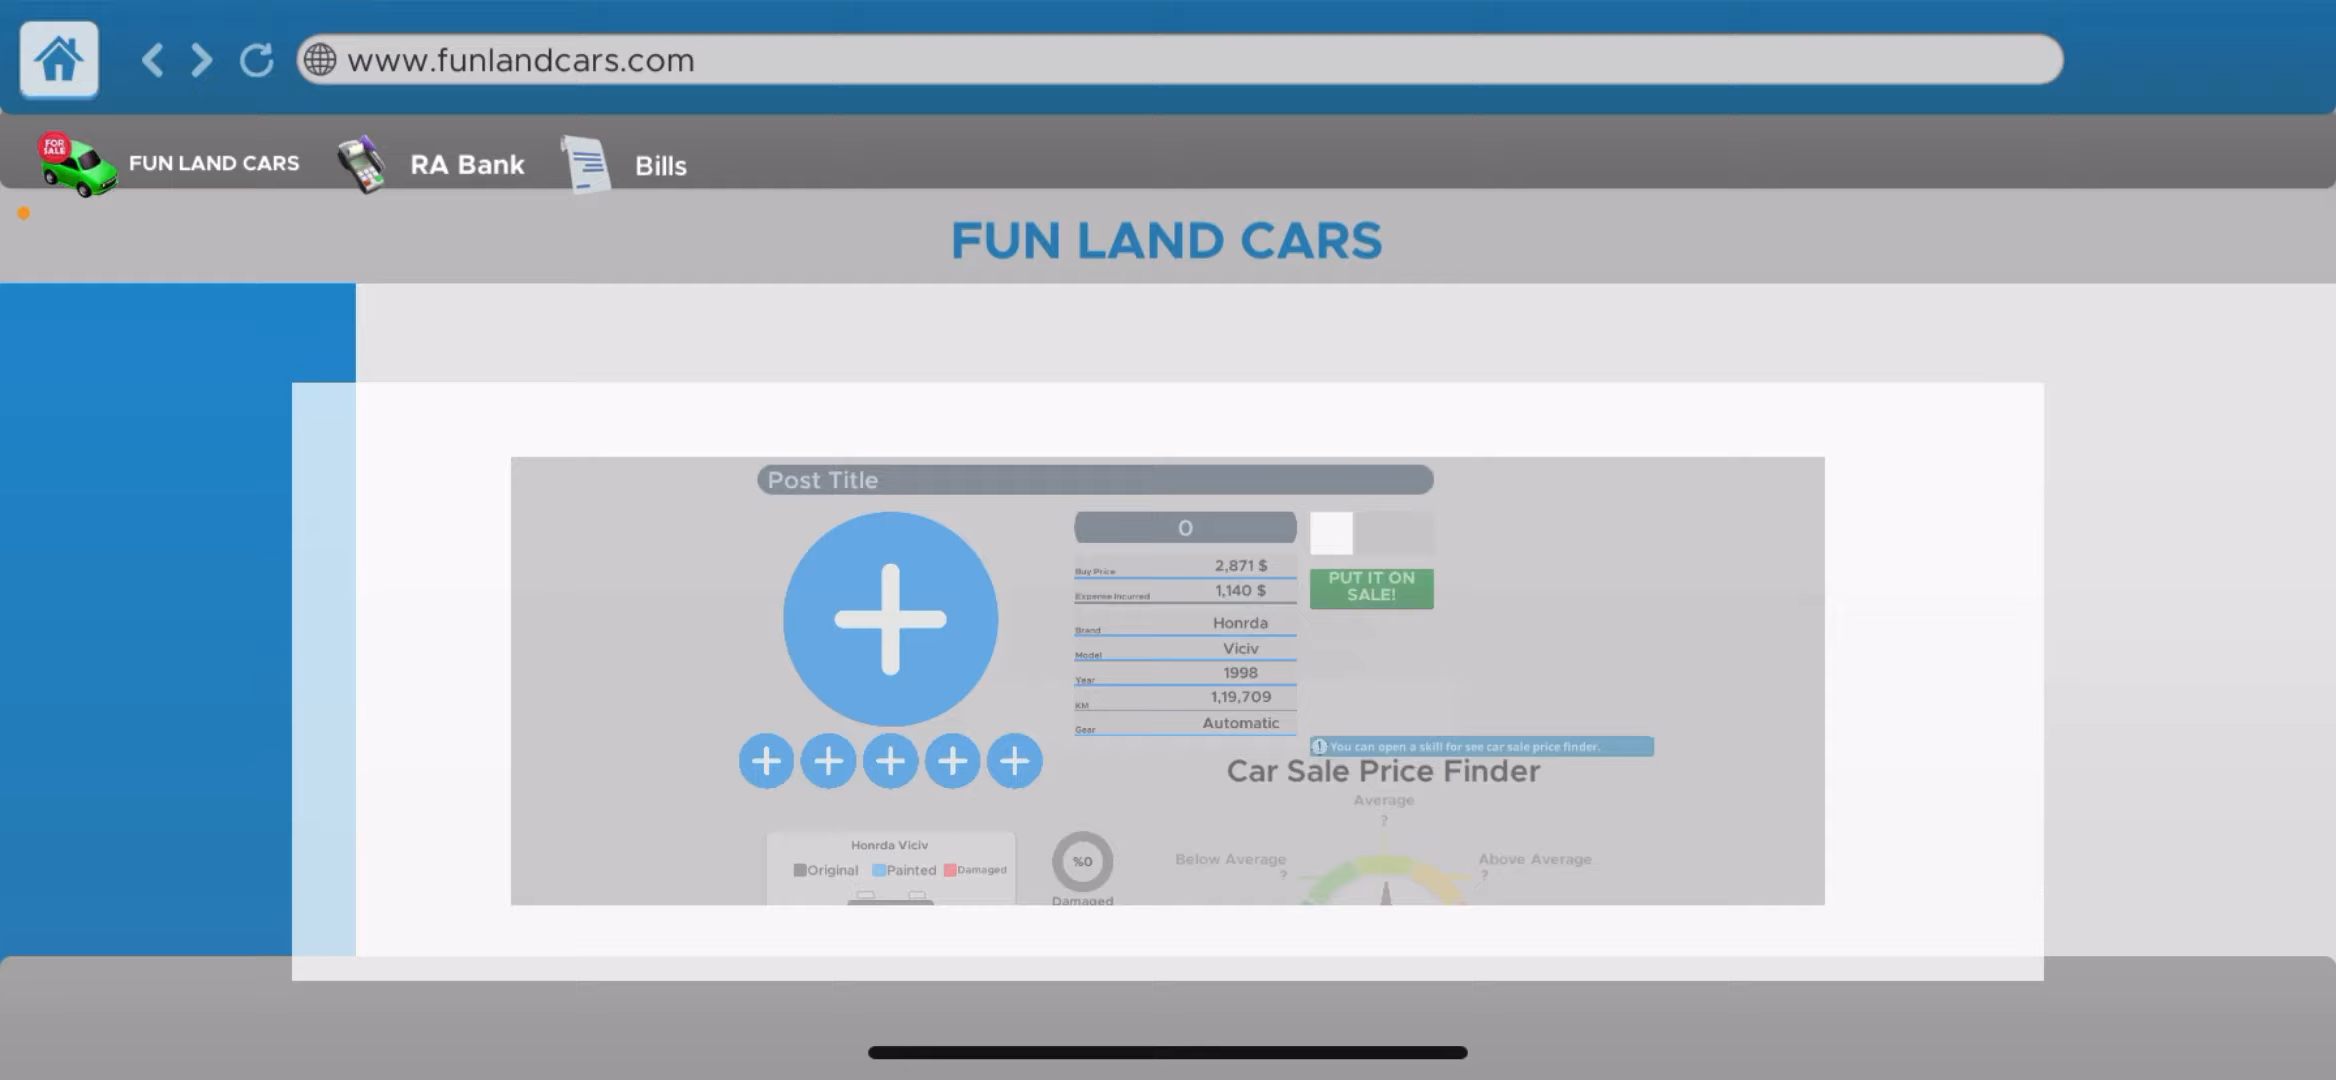 www.funlandcars.com
FOR SALE
FUN LAND CARS
RA Bank
Bills
FUN LAND CARS
Post Title
0
Buy Price 2,871 $
Expense Incurred 1,140 $
PUT IT ON
SALE!
Brand Honrda
Model Viciv
Year 1998
KM 1,19,709
Gear Automatic
You can open a skill for see car sale price finder.
Car Sale Price Finder
Average
?
Honrda Viciv
Original Painted Damaged
%0
Damaged
Below Average
?
Above Average
?